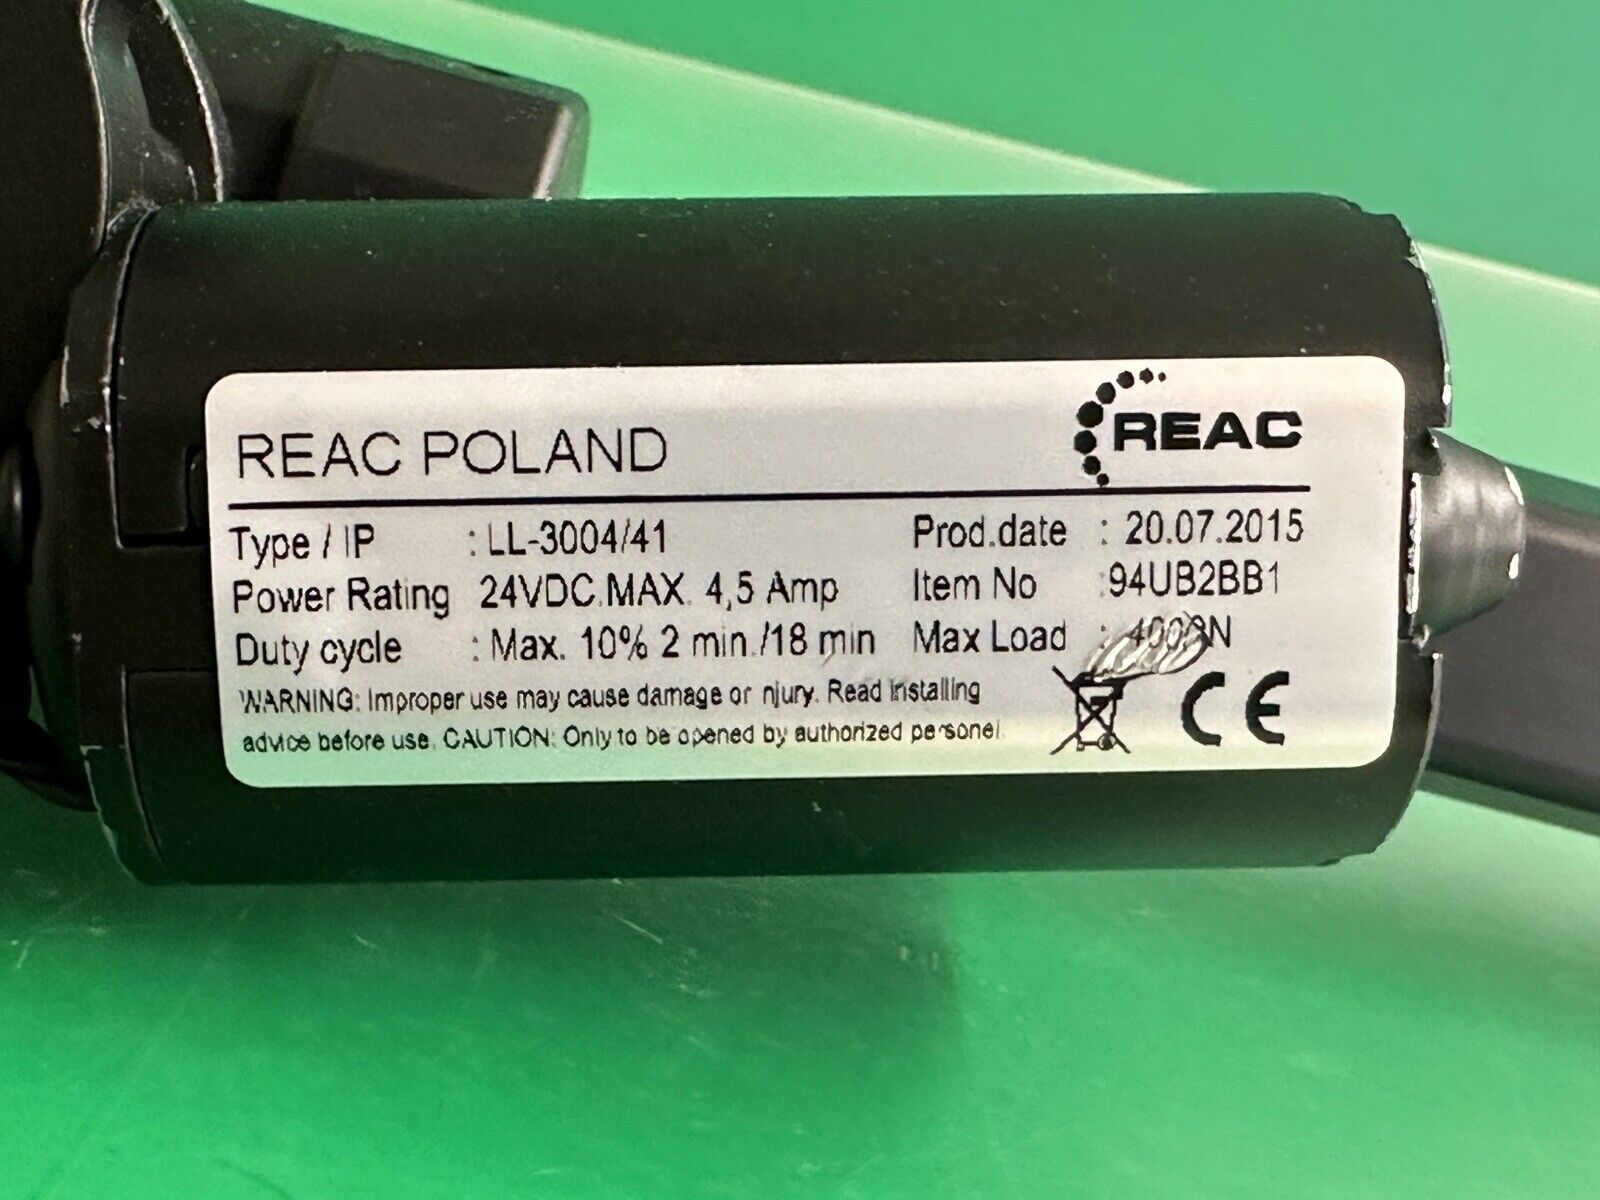 REAC POLAND
REAC
Type / IP : LL-3004/41
Prod.date : 20.07.2015
Power Rating 24VDC.MAX. 4,5 Amp
Item No :94UB2BB1
Duty cycle : Max. 10% 2 min./18 min
Max Load : 4000N
WARNING: Improper use may cause damage or njury. Read Installing
advice before use. CAUTION: Only to be opened by authorized personel.
CE